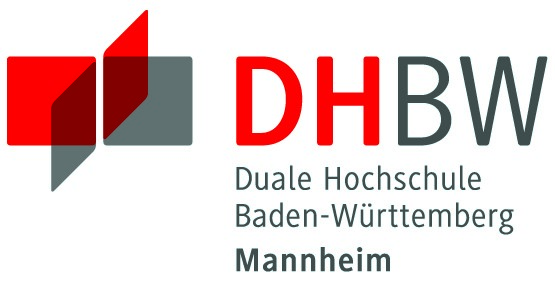 DHBW
Duale Hochschule
Baden-Württemberg
Mannheim